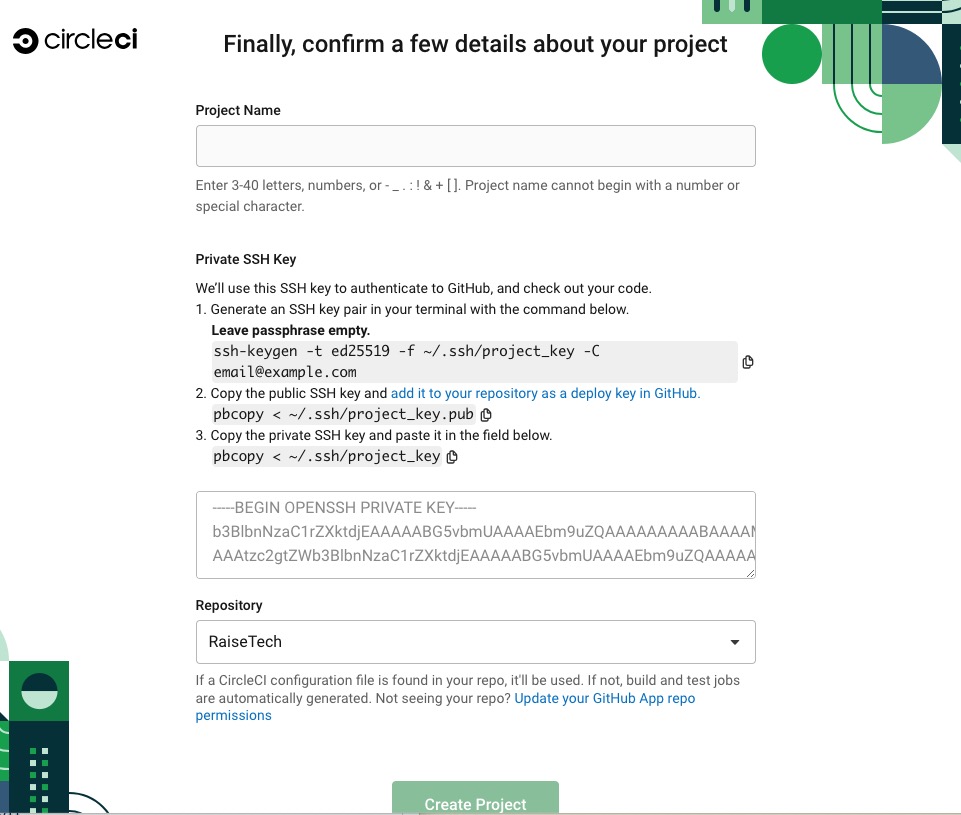 circleci
Finally, confirm a few details about your project
Project Name
Enter 3-40 letters, numbers, or - _ . : ! & + [ ]. Project name cannot begin with a number or
special character.
Private SSH Key
We'll use this SSH key to authenticate to GitHub, and check out your code.
1. Generate an SSH key pair in your terminal with the command below.
Leave passphrase empty.
ssh-keygen -t ed25519 -f ~/.ssh/project_key -C
email@example.com
2. Copy the public SSH key and add it to your repository as a deploy key in GitHub.
pbcopy < ~/.ssh/project_key.pub
3. Copy the private SSH key and paste it in the field below.
pbcopy < ~/.ssh/project_key
-----BEGIN OPENSSH PRIVATE KEY-----
b3BlbnNzaC1rZXktdjEAAAAABG5vbmUAAAAEbm9uZQAAAAAAAAABAAAAM
AAAtzc2gtZWb3BlbnNzaC1rZXktdjEAAAAABG5vbmUAAAAEbm9uZQAAAAA
Repository
RaiseTech
If a CircleCI configuration file is found in your repo, it'll be used. If not, build and test jobs
are automatically generated. Not seeing your repo? Update your GitHub App repo
permissions
Create Project